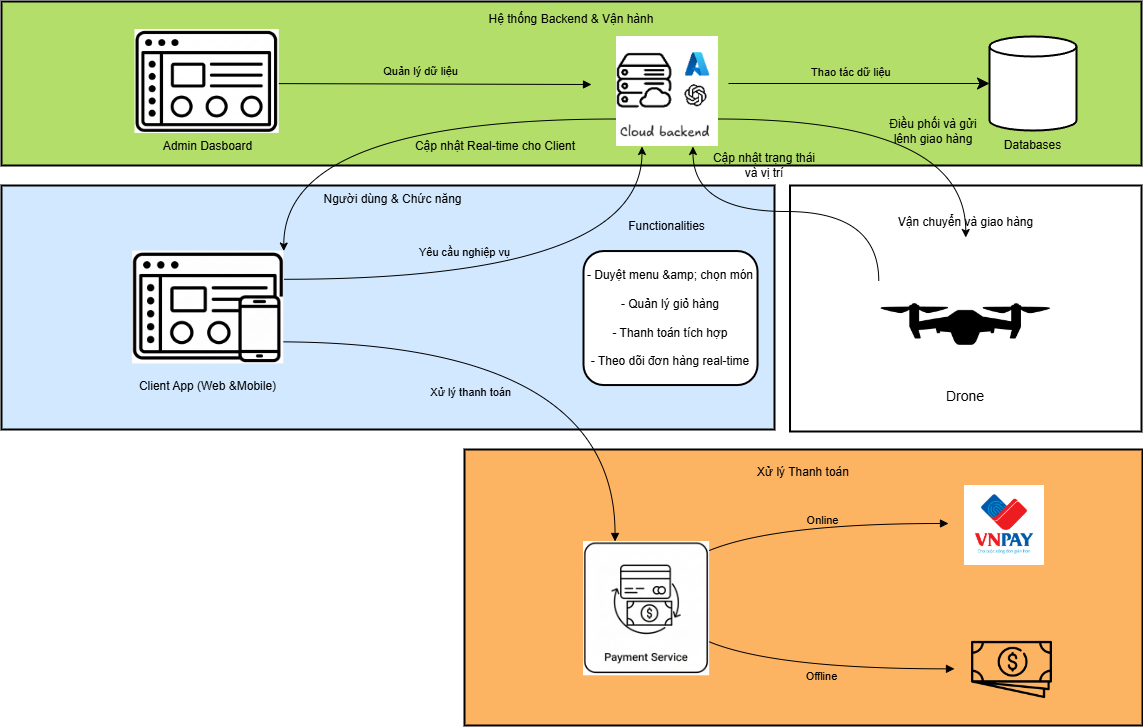 Hệ thống Backend & Vận hành
Quản lý dữ liệu
Thao tác dữ liệu
Cloud backend
Admin Dasboard
Cập nhật Real-time cho Client
Điều phối và gửi
lệnh giao hàng
Databases
Cập nhật trạng thái
và vị trí
Người dùng & Chức năng
Functionalities
Vận chuyển và giao hàng
Yêu cầu nghiệp vụ
- Duyệt menu &amp; chọn món
- Quản lý giỏ hàng
- Thanh toán tích hợp
- Theo dõi đơn hàng real-time
Client App (Web &Mobile)
Xử lý thanh toán
Drone
Xử lý Thanh toán
Online
VNPAY
Payment Service
Offline